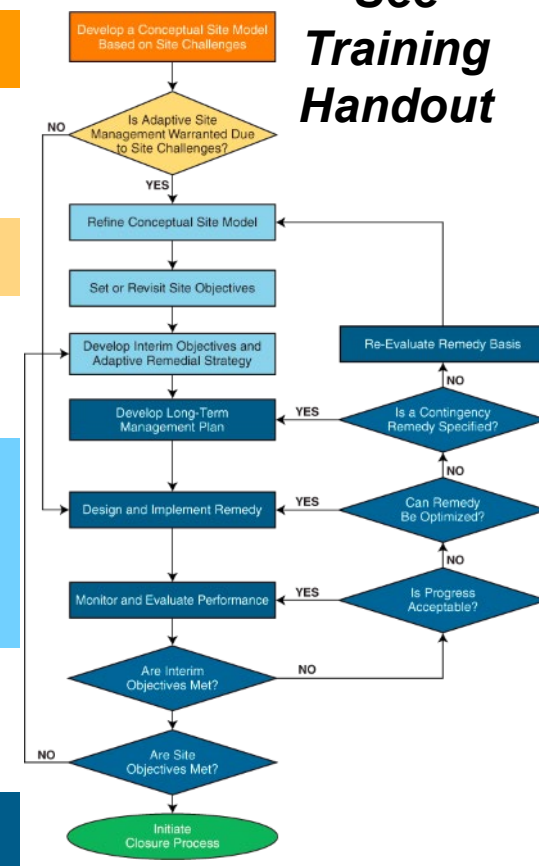 See
Training
Handout
Develop a Conceptual Site Model
Based on Site Challenges
Is Adaptive Site
Management Warranted Due
to Site Challenges?
NO
YES
Refine Conceptual Site Model
Set or Revisit Site Objectives
Develop Interim Objectives and
Adaptive Remedial Strategy
Re-Evaluate Remedy Basis
NO
Develop Long-Term
Management Plan
YES
Is a Contingency
Remedy Specified?
NO
Design and Implement Remedy
YES
Can Remedy
Be Optimized?
NO
Monitor and Evaluate Performance
YES
Is Progress
Acceptable?
Are Interim
Objectives Met?
NO
Are Site
Objectives Met?
NO
Initiate
Closure Process